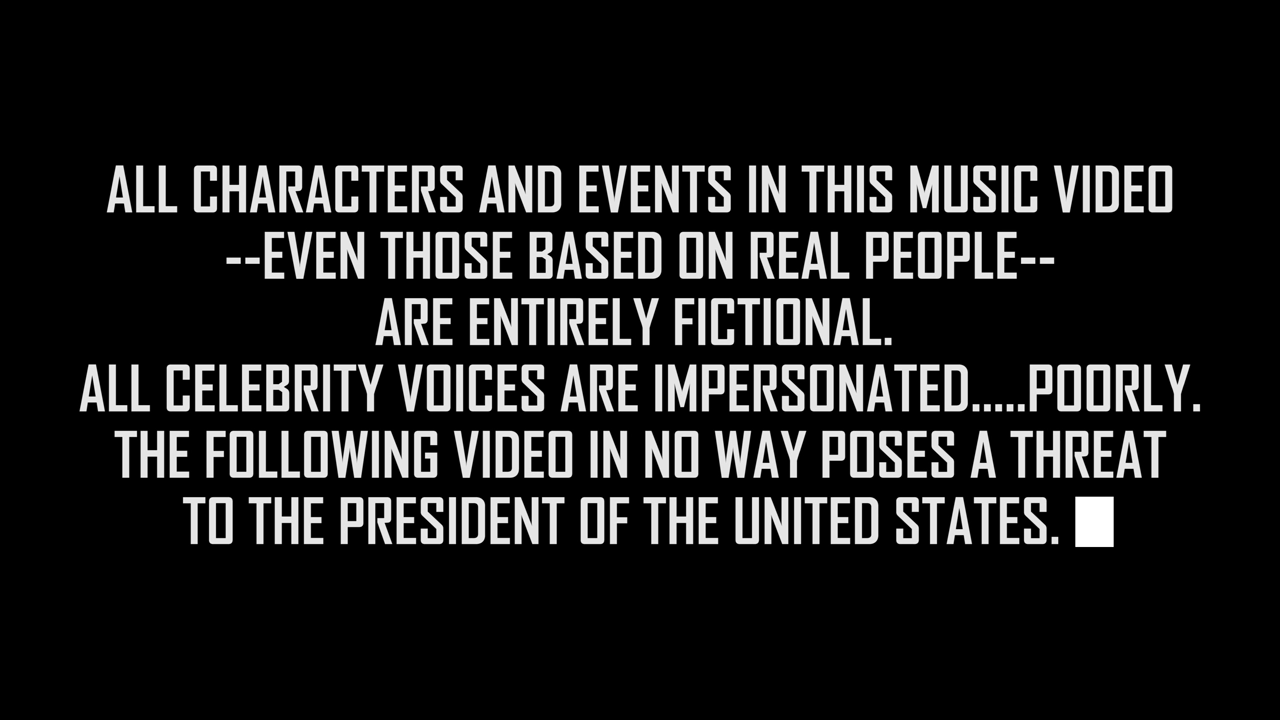 ALL CHARACTERS AND EVENTS IN THIS MUSIC VIDEO
--EVEN THOSE BASED ON REAL PEOPLE--
ARE ENTIRELY FICTIONAL.
ALL CELEBRITY VOICES ARE IMPERSONATED.....POORLY.
THE FOLLOWING VIDEO IN NO WAY POSES A THREAT
TO THE PRESIDENT OF THE UNITED STATES.